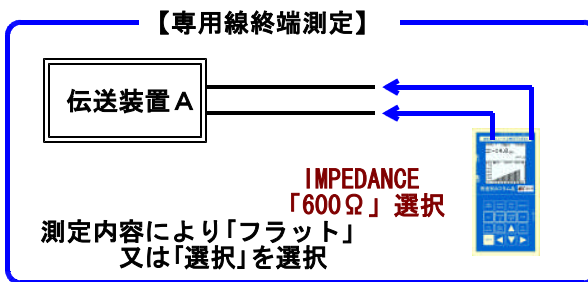 【専用線終端測定】
伝送装置A
IMPEDANCE
「600Ω」選択
測定内容により「フラット」
又は「選択」を選択